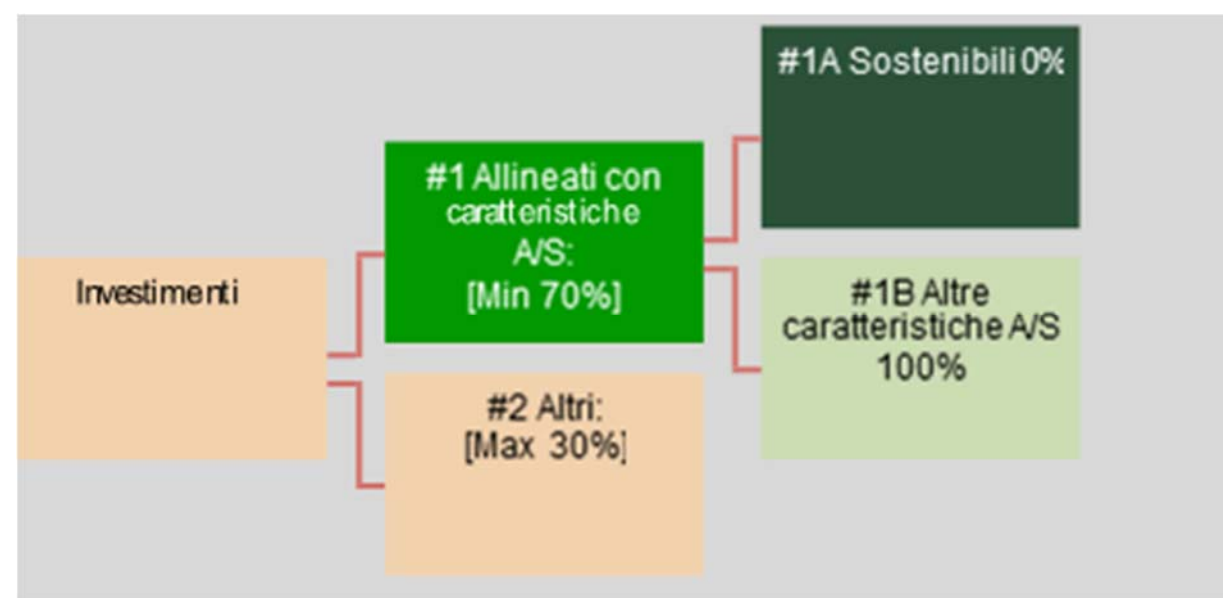 Investimenti
#1 Allineati con
caratteristiche
A/S:
[Min 70%]
#2 Altri:
[Max 30%]
#1A Sostenibili 0%
#1B Altre
caratteristiche A/S
100%